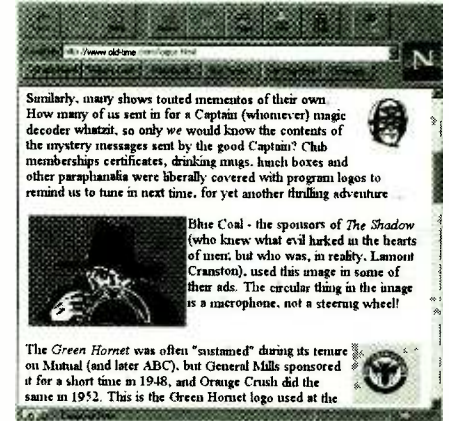 http://www.old-time.com/logos.html
N
Similarly, many shows touted mementos of their own
How many of us sent in for a Captain (whomever) magic
decoder whatzit, so only we would know the contents of
the mystery messages sent by the good Captain? Club
memberships certificates, drinking mugs, lunch boxes and
other paraphanalia were liberally covered with program logos to
remind us to tune in next time, for yet another thrilling adventure
Blue Coal - the sponsors of The Shadow
(who knew what evil lurked in the hearts
of men, but who was, in reality, Lamont
Cranston), used this image in some of
their ads. The circular thing in the image
is a microphone, not a steering wheel!
The Green Hornet was often "sustained" during its tenure
on Mutual (and later ABC), but General Mills sponsored
it for a short time in 1948, and Orange Crush did the
same in 1952. This is the Green Hornet logo used at the